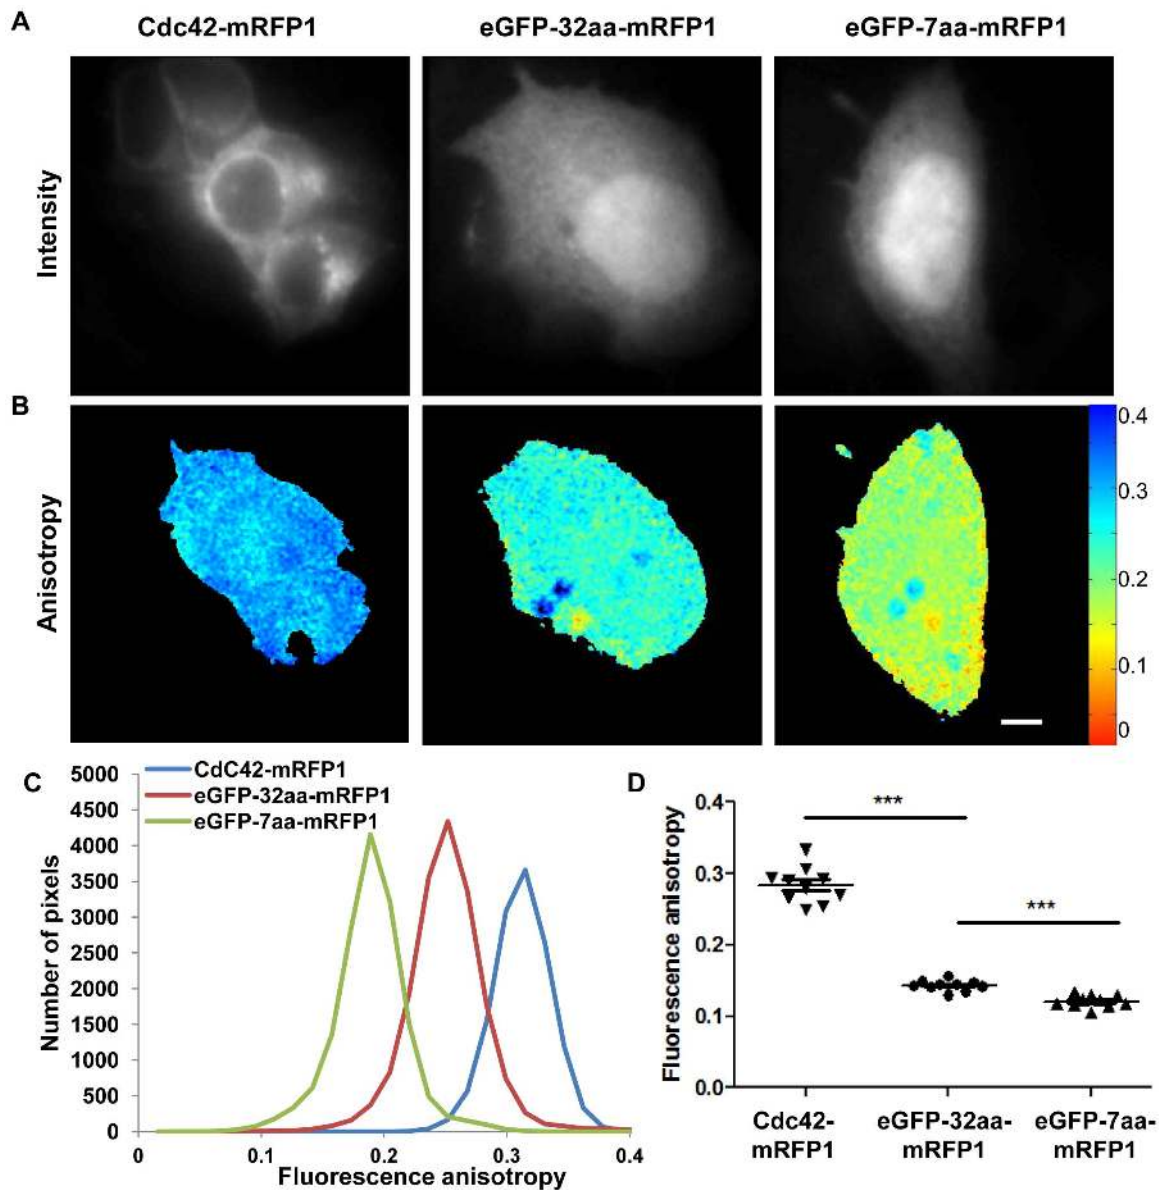 A
Cdc42-mRFP1 eGFP-32aa-mRFP1 eGFP-7aa-mRFP1
Intensity
B
Anisotropy
0.4
0.3
0.2
0.1
0
C
CdC42-mRFP1
eGFP-32aa-mRFP1
eGFP-7aa-mRFP1
Number of pixels
5000
4500
4000
3500
3000
2500
2000
1500
1000
500
0
0 0.1 0.2 0.3 0.4
Fluorescence anisotropy
D
Fluorescence anisotropy
0.4
0.3
0.2
0.1
0.0
***
***
Cdc42- eGFP-32aa- eGFP-7aa-
mRFP1 mRFP1 mRFP1